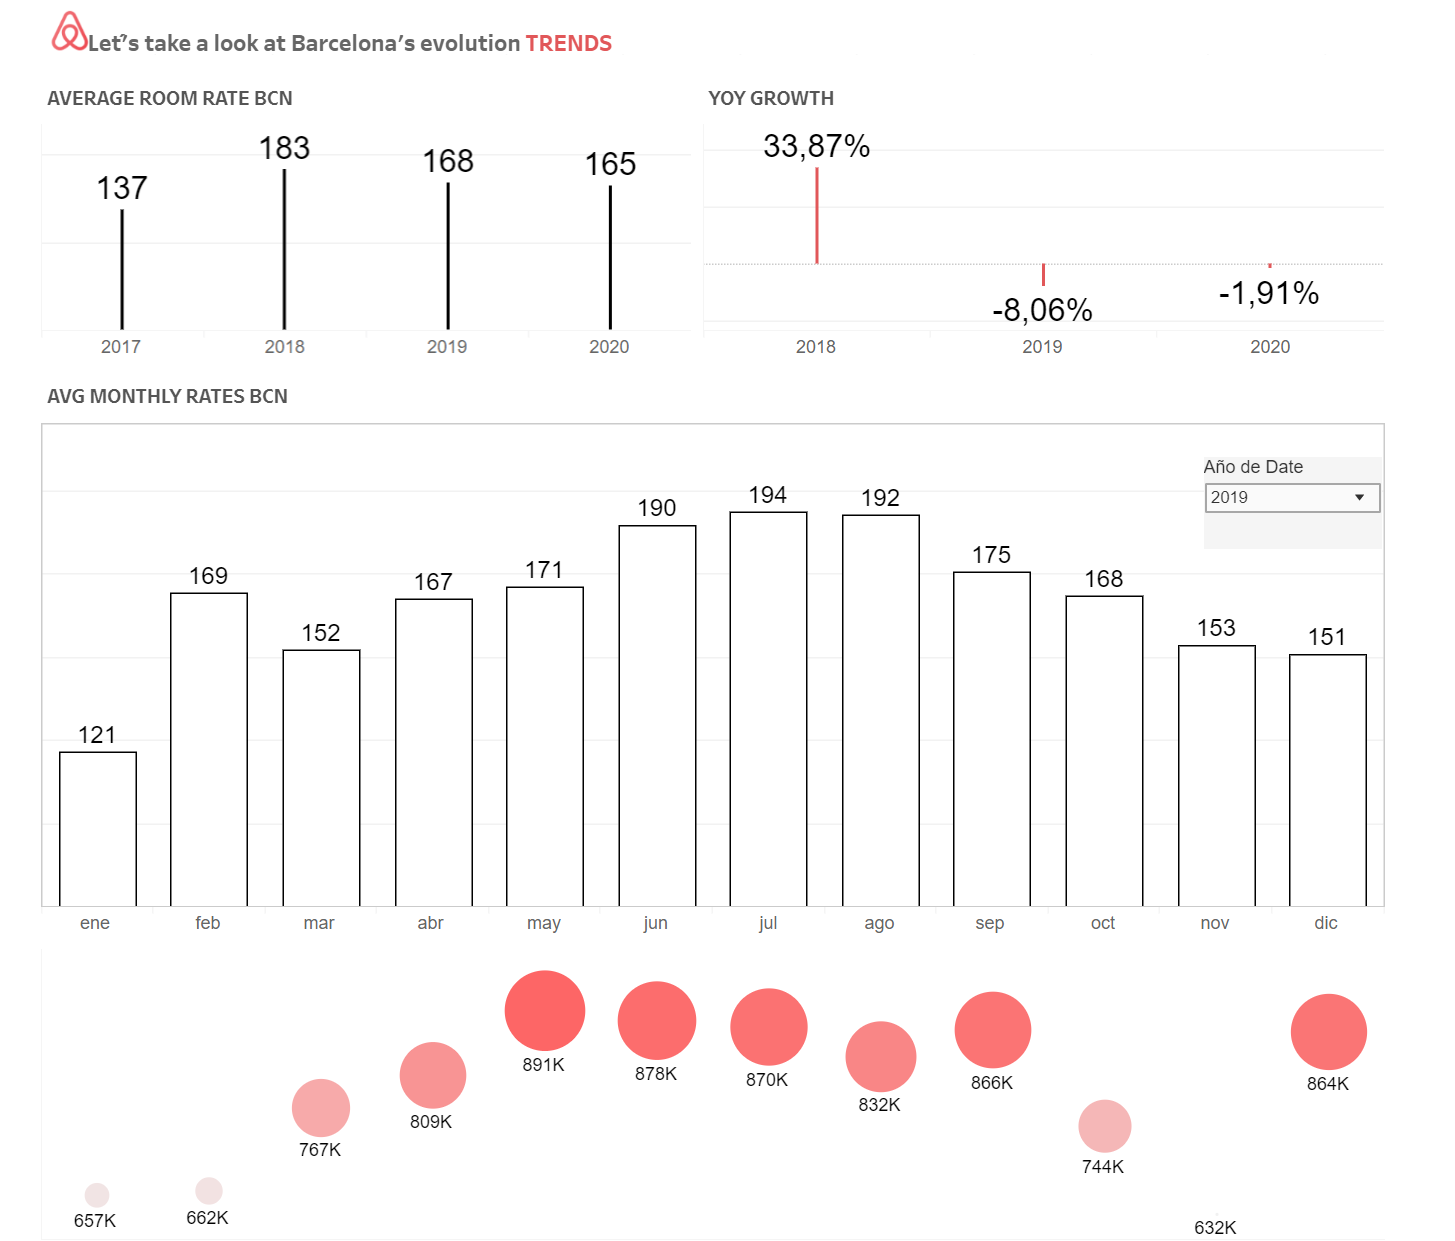 Let's take a look at Barcelona's evolution TRENDS
AVERAGE ROOM RATE BCN
137
183
168
165
2017
2018
2019
2020
YOY GROWTH
33,87%
-8,06%
-1,91%
2018
2019
2020
AVG MONTHLY RATES BCN
Año de Date
2019
121
169
152
167
171
190
194
192
175
168
153
151
ene
feb
mar
abr
may
jun
jul
ago
sep
oct
nov
dic
657K
662K
767K
809K
891K
878K
870K
832K
866K
744K
632K
864K